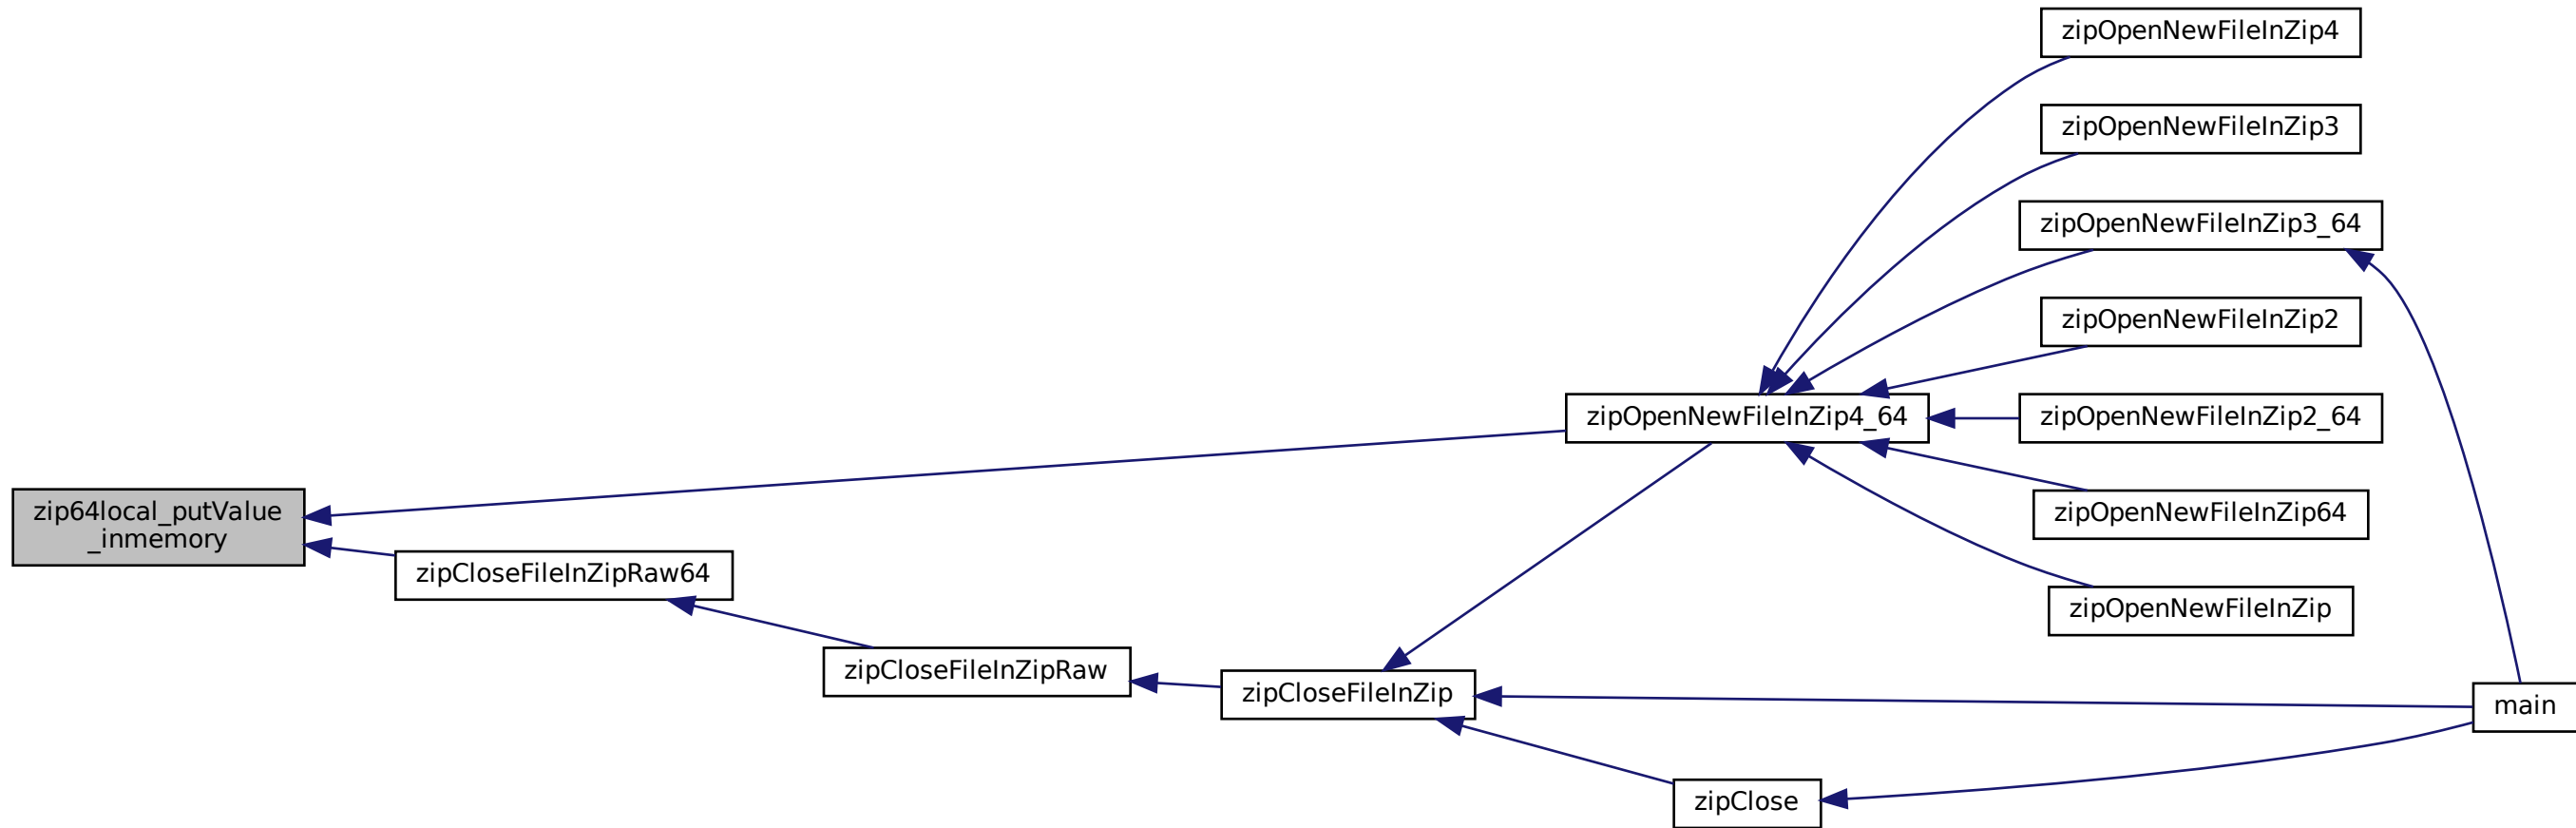 zipOpenNewFileInZip4
zipOpenNewFileInZip3
zipOpenNewFileInZip3_64
zipOpenNewFileInZip2
zipOpenNewFileInZip4_64
zipOpenNewFileInZip2_64
zip64local_putValue
_inmemory
zipOpenNewFileInZip64
zipCloseFileInZipRaw64
zipOpenNewFileInZip
zipCloseFileInZipRaw
zipCloseFileInZip
main
zipClose